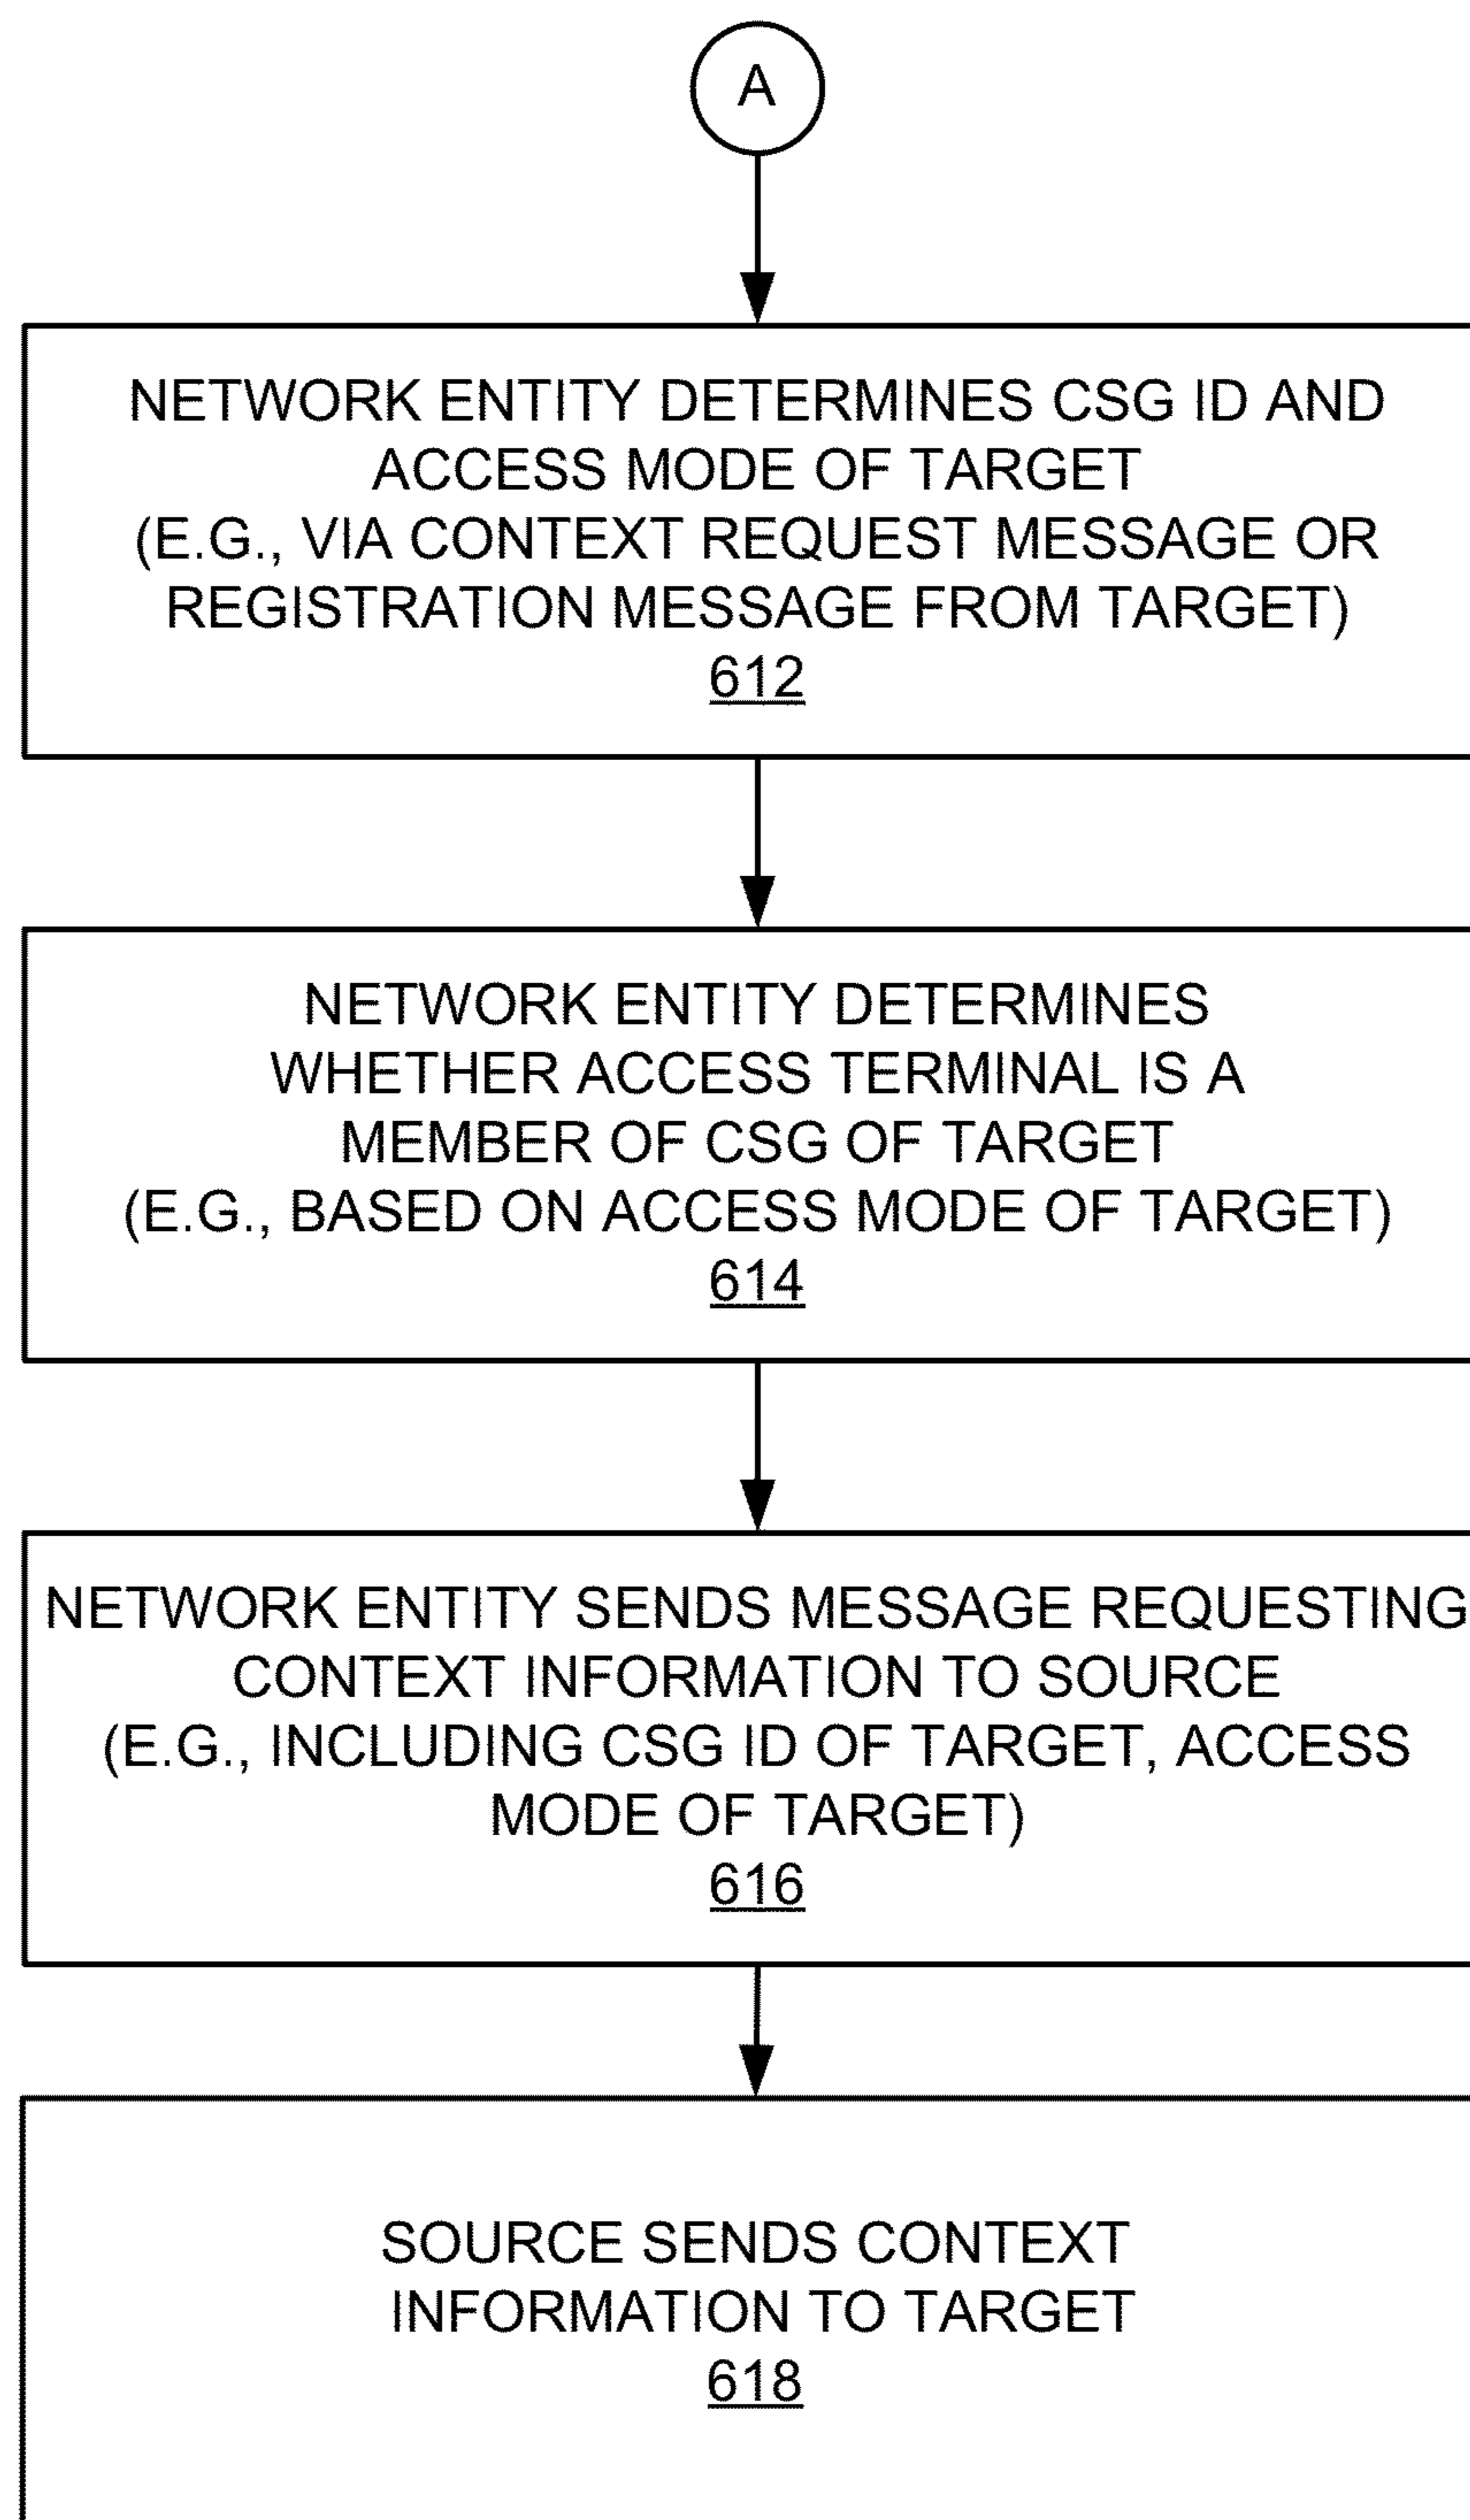 A
NETWORK ENTITY DETERMINES CSG ID AND
ACCESS MODE OF TARGET
(E.G., VIA CONTEXT REQUEST MESSAGE OR
REGISTRATION MESSAGE FROM TARGET)
612
NETWORK ENTITY DETERMINES
WHETHER ACCESS TERMINAL IS A
MEMBER OF CSG OF TARGET
(E.G., BASED ON ACCESS MODE OF TARGET)
614
NETWORK ENTITY SENDS MESSAGE REQUESTING
CONTEXT INFORMATION TO SOURCE
(E.G., INCLUDING CSG ID OF TARGET, ACCESS
MODE OF TARGET)
616
SOURCE SENDS CONTEXT
INFORMATION TO TARGET
618